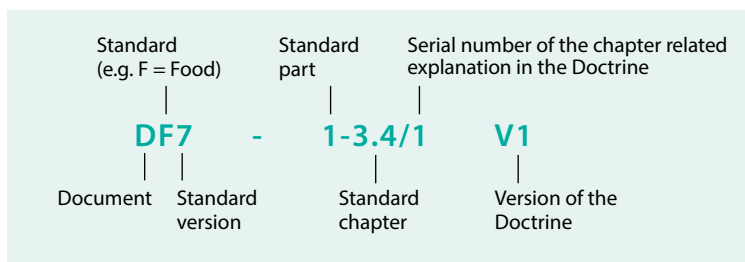 Standard
(e.g. F = Food)
Standard
part
Serial number of the chapter related
explanation in the Doctrine
DF7 - 1-3.4/1 V1
Document
Standard
version
Standard
chapter
Version of the
Doctrine